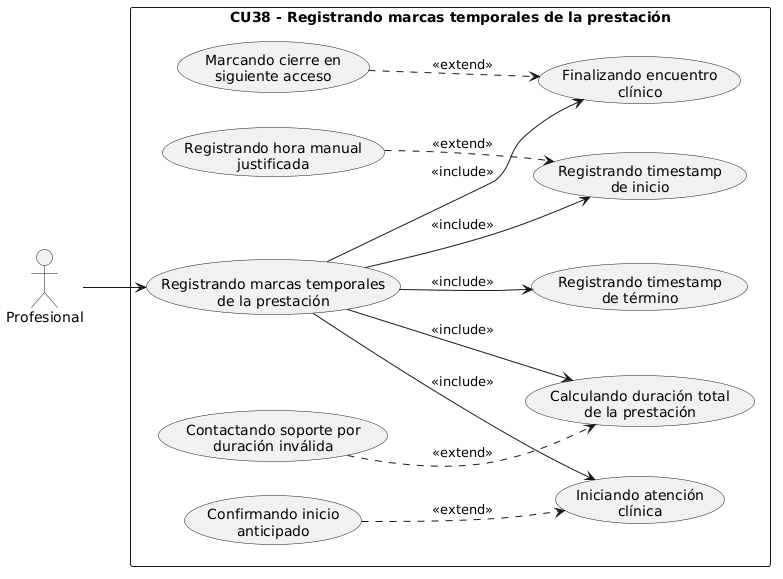 CU38 - Registrando marcas temporales de la prestación
Marcando cierre en
siguiente acceso
«extend»
Finalizando encuentro
clínico
Registrando hora manual
justificada
«extend»
«include»
Registrando timestamp
de inicio
«include»
Profesional
Registrando marcas temporales
de la prestación
«include»
Registrando timestamp
de término
«include»
«include»
Calculando duración total
de la prestación
Contactando soporte por
duración inválida
«extend»
Iniciando atención
clínica
Confirmando inicio
anticipado
«extend»